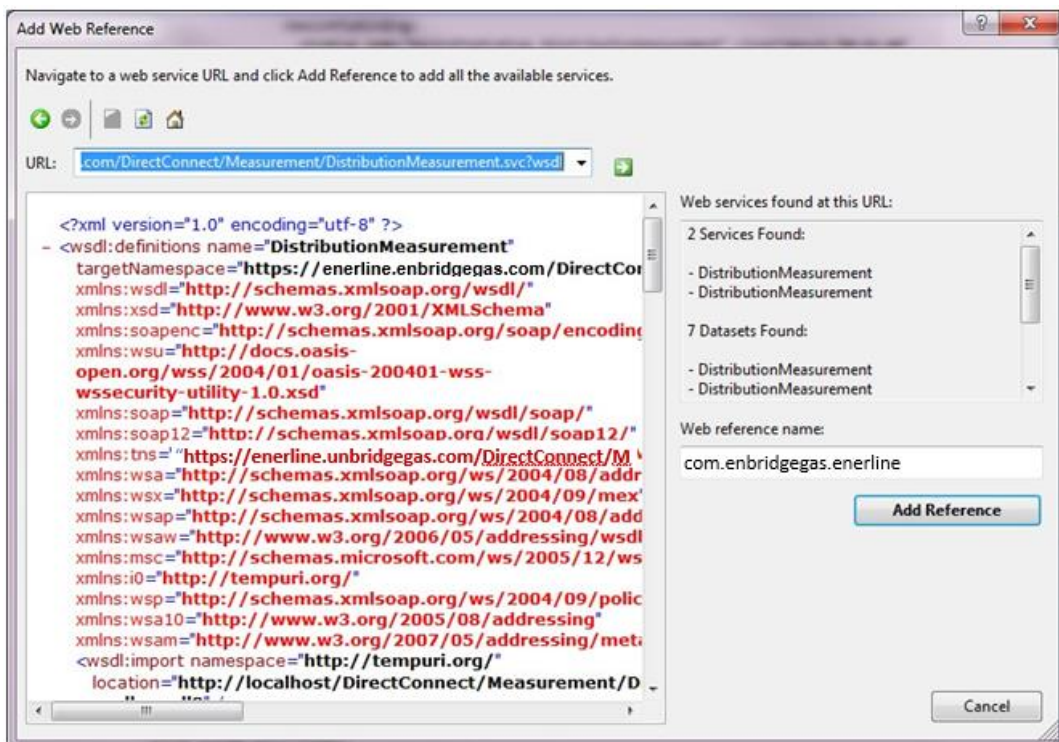 Add Web Reference
Navigate to a web service URL and click Add Reference to add all the available services.
URL: .com/DirectConnect/Measurement/DistributionMeasurement.svc?wsdl
<?xml version="1.0" encoding="utf-8" ?>
- <wsdl:definitions name="DistributionMeasurement"
targetNamespace="https://enerline.enbridgegas.com/DirectCor
xmlns:wsdl="http://schemas.xmlsoap.org/wsdl/"
xmlns:xsd="http://www.w3.org/2001/XMLSchema"
xmlns:soapenc="http://schemas.xmlsoap.org/soap/encoding
xmlns:wsu="http://docs.oasis-
open.org/wss/2004/01/oasis-200401-wss-
wssecurity-utility-1.0.xsd"
xmlns:soap="http://schemas.xmlsoap.org/wsdl/soap/"
xmlns:soap12="http://schemas.xmlsoap.org/wsdl/soap12/"
xmlns:tns='"https://enerline.unbridgegas.com/DirectConnect/M
xmlns:wsa="http://schemas.xmlsoap.org/ws/2004/08/addr
xmlns:wsx="http://schemas.xmlsoap.org/ws/2004/09/mex"
xmlns:wsap="http://schemas.xmlsoap.org/ws/2004/08/add
xmlns:wsaw="http://www.w3.org/2006/05/addressing/wsdl
xmlns:msc="http://schemas.microsoft.com/ws/2005/12/ws
xmlns:i0="http://tempuri.org/"
xmlns:wsp="http://schemas.xmlsoap.org/ws/2004/09/polic
xmlns:wsa10="http://www.w3.org/2005/08/addressing"
xmlns:wsam="http://www.w3.org/2007/05/addressing/meta
<wsdl:import namespace="http://tempuri.org/"
location="http://localhost/DirectConnect/Measurement/D
Web services found at this URL:
2 Services Found:
- DistributionMeasurement
- DistributionMeasurement
7 Datasets Found:
- DistributionMeasurement
- DistributionMeasurement
Web reference name:
com.enbridgegas.enerline
Add Reference
Cancel